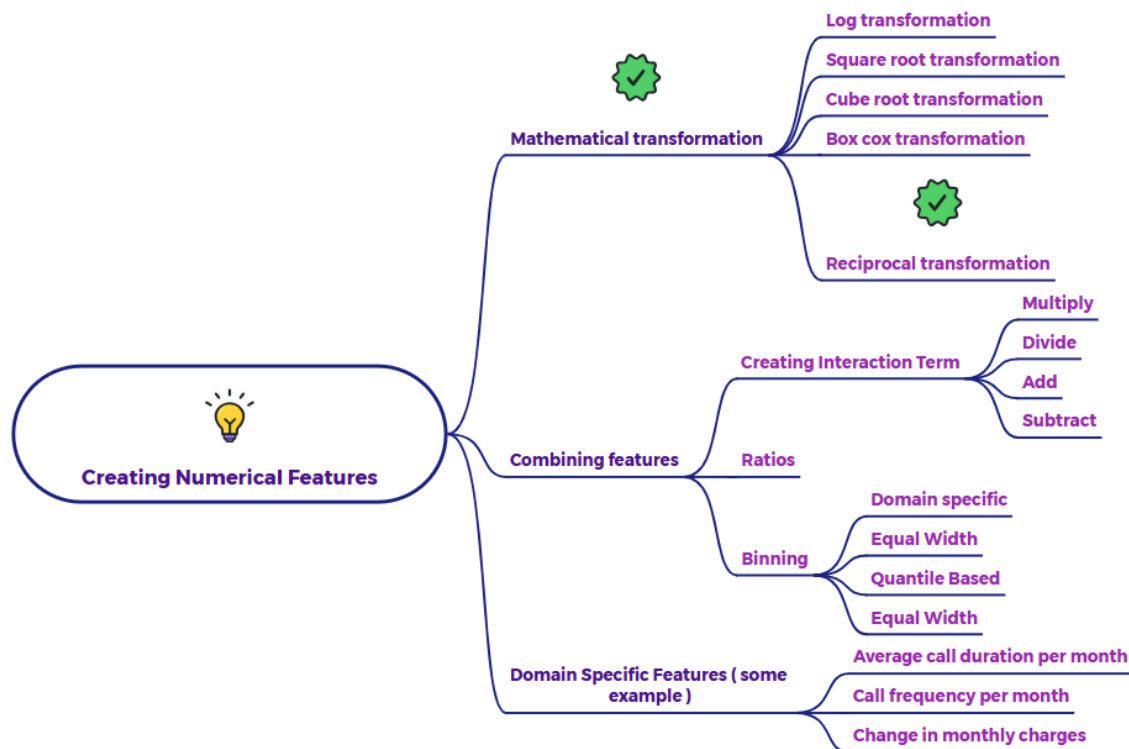 Creating Numerical Features
Mathematical transformation
Log transformation
Square root transformation
Cube root transformation
Box cox transformation
Reciprocal transformation
Combining features
Creating Interaction Term
Multiply
Divide
Add
Subtract
Ratios
Binning
Domain specific
Equal Width
Quantile Based
Equal Width
Domain Specific Features ( some
example )
Average call duration per month
Call frequency per month
Change in monthly charges